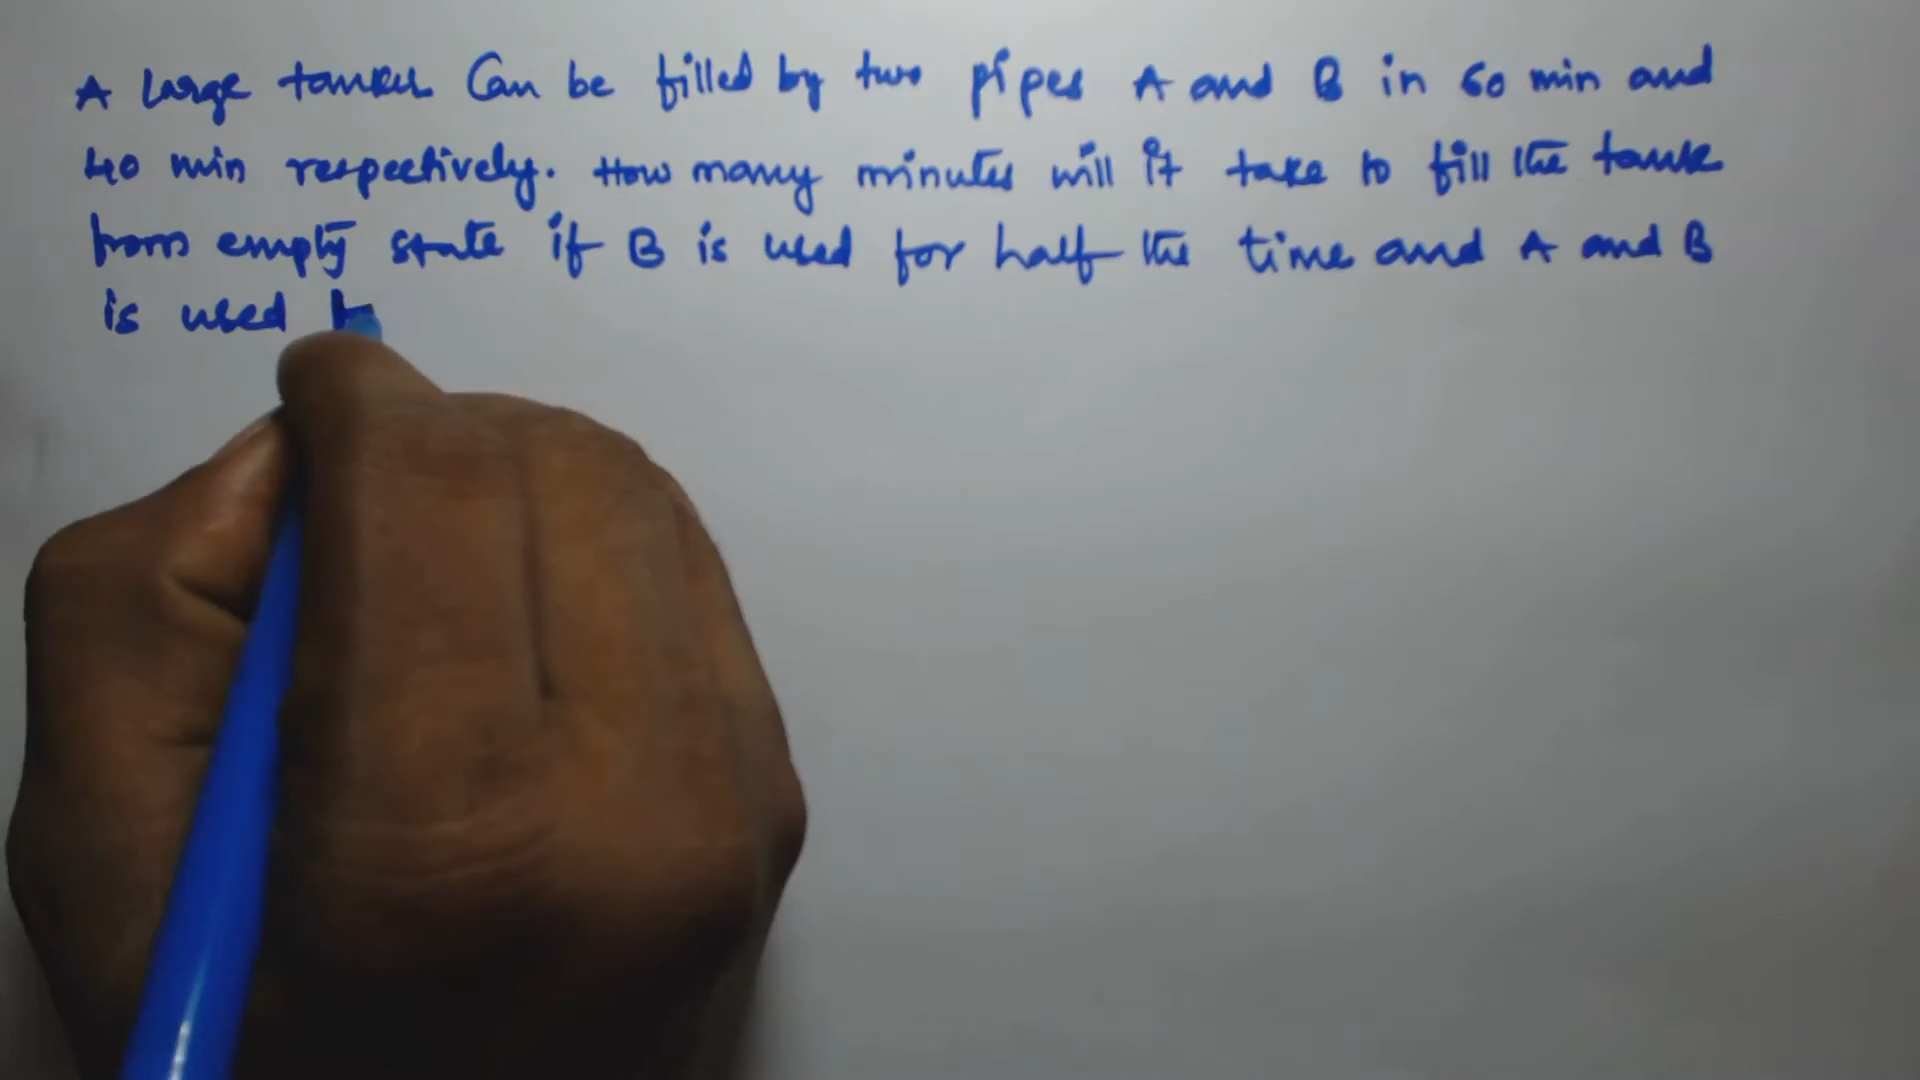 A large tanker can be filled by two pipes A and B in 60 min and
40 min respectively. How many minutes will it take to fill the tank
from empty state if B is used for half the time and A and B
is used